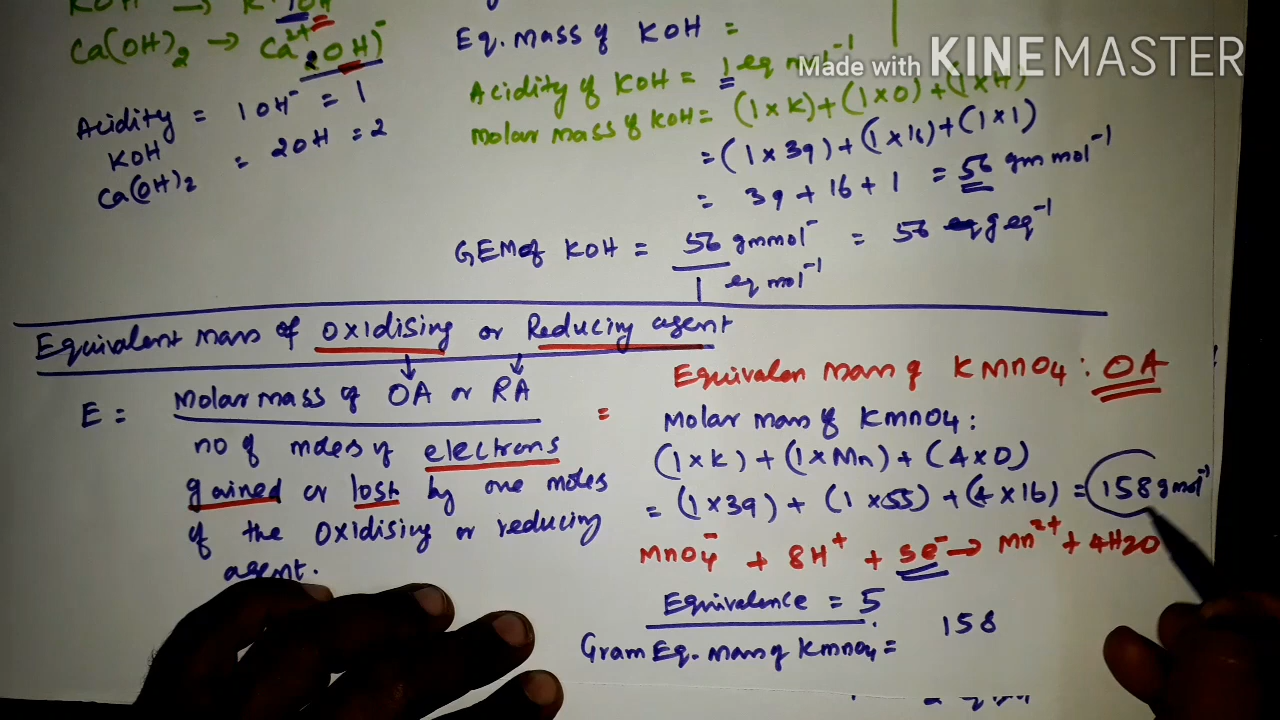 KOH → K⁺ 1OH⁻
Ca(OH)₂ → Ca²⁺ 2OH)⁻
Acidity = 1OH⁻ = 1
KOH
Ca(OH)₂ = 2OH = 2
Eq. mass of KOH =
Acidity of KOH = 1 eq mol⁻¹
Molar mass of KOH = (1×K)+(1×O)+(1×H)
= (1×39)+(1×16)+(1×1)
= 39+16+1 = 56 gm mol⁻¹
GEM of KOH = 56 gmmol⁻ / 1 eq mol⁻¹ = 56 g eq⁻¹
Made with KINEMASTER
Equivalent mass of oxidising or Reducing agent
E = Molar mass of OA or RA
no of moles of electrons
gained or lost by one moles
of the oxidising or reducing
agent.
=
Equivalen mass of KMnO4 : OA
Molar mass of KmnO4:
(1×K)+(1×Mn)+(4×O)
= (1×39)+(1×55)+(4×16) = 158 g mol⁻¹
MnO₄⁻ + 8H⁺ + 5e⁻ → Mn²⁺ + 4H2O
Equivalence = 5
Gram Eq. mass of KmnO4 = 158